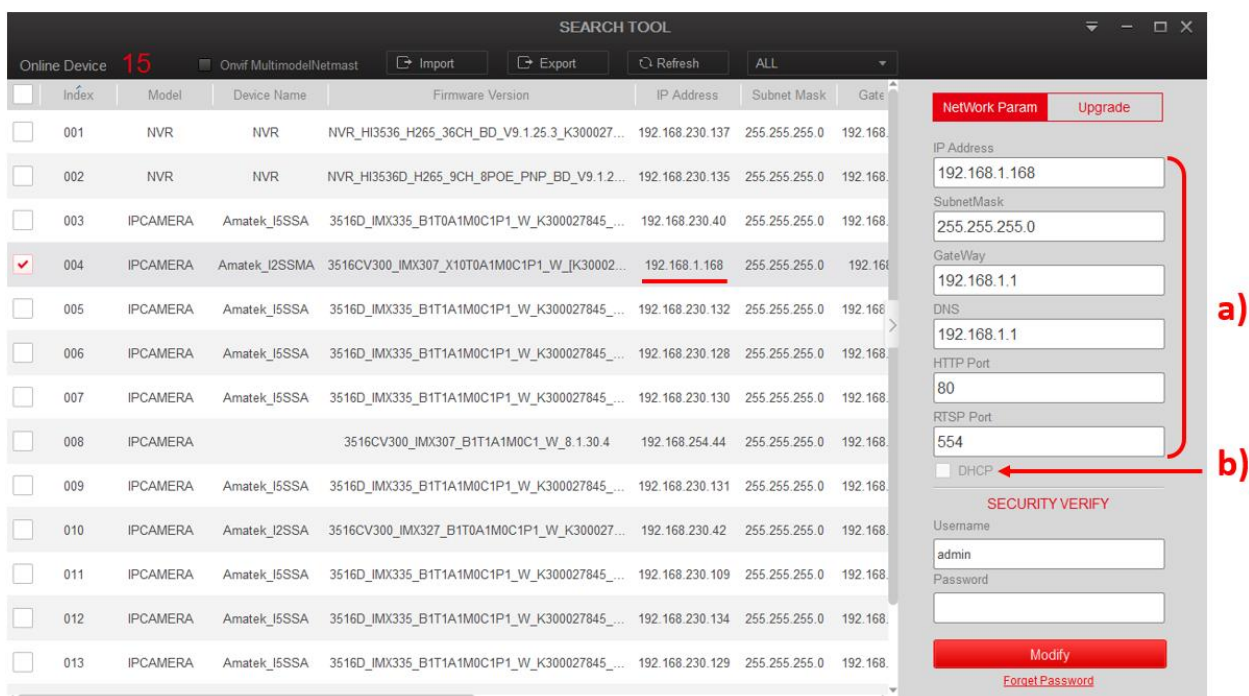 SEARCH TOOL
Online Device 15 Onvif MultimodelNetmast Import Export Refresh ALL
Index Model Device Name Firmware Version IP Address Subnet Mask Gate
001 NVR NVR NVR_HI3536_H265_36CH_BD_V9.1.25.3_K300027... 192.168.230.137 255.255.255.0 192.168.
002 NVR NVR NVR_HI3536D_H265_9CH_8POE_PNP_BD_V9.1.2... 192.168.230.135 255.255.255.0 192.168.
003 IPCAMERA Amatek_I5SSA 3516D_IMX335_B1T0A1M0C1P1_W_K300027845_... 192.168.230.40 255.255.255.0 192.168.
004 IPCAMERA Amatek_I2SSMA 3516CV300_IMX307_X10T0A1M0C1P1_W_[K30002... 192.168.1.168 255.255.255.0 192.168
005 IPCAMERA Amatek_I5SSA 3516D_IMX335_B1T1A1M0C1P1_W_K300027845_... 192.168.230.132 255.255.255.0 192.168
006 IPCAMERA Amatek_I5SSA 3516D_IMX335_B1T1A1M0C1P1_W_K300027845_... 192.168.230.128 255.255.255.0 192.168.
007 IPCAMERA Amatek_I5SSA 3516D_IMX335_B1T1A1M0C1P1_W_K300027845_... 192.168.230.130 255.255.255.0 192.168.
008 IPCAMERA 3516CV300_IMX307_B1T1A1M0C1_W_8.1.30.4 192.168.254.44 255.255.255.0 192.168.
009 IPCAMERA Amatek_I5SSA 3516D_IMX335_B1T1A1M0C1P1_W_K300027845_... 192.168.230.131 255.255.255.0 192.168.
010 IPCAMERA Amatek_I2SSA 3516CV300_IMX327_B1T0A1M0C1P1_W_K300027... 192.168.230.42 255.255.255.0 192.168.
011 IPCAMERA Amatek_I5SSA 3516D_IMX335_B1T1A1M0C1P1_W_K300027845_... 192.168.230.109 255.255.255.0 192.168.
012 IPCAMERA Amatek_I5SSA 3516D_IMX335_B1T1A1M0C1P1_W_K300027845_... 192.168.230.134 255.255.255.0 192.168.
013 IPCAMERA Amatek_I5SSA 3516D_IMX335_B1T1A1M0C1P1_W_K300027845_... 192.168.230.129 255.255.255.0 192.168.
NetWork Param Upgrade
IP Address
192.168.1.168
SubnetMask
255.255.255.0
GateWay
192.168.1.1
DNS
192.168.1.1
HTTP Port
80
RTSP Port
554
DHCP
SECURITY VERIFY
Username
admin
Password
Modify
Forget Password
a)
b)